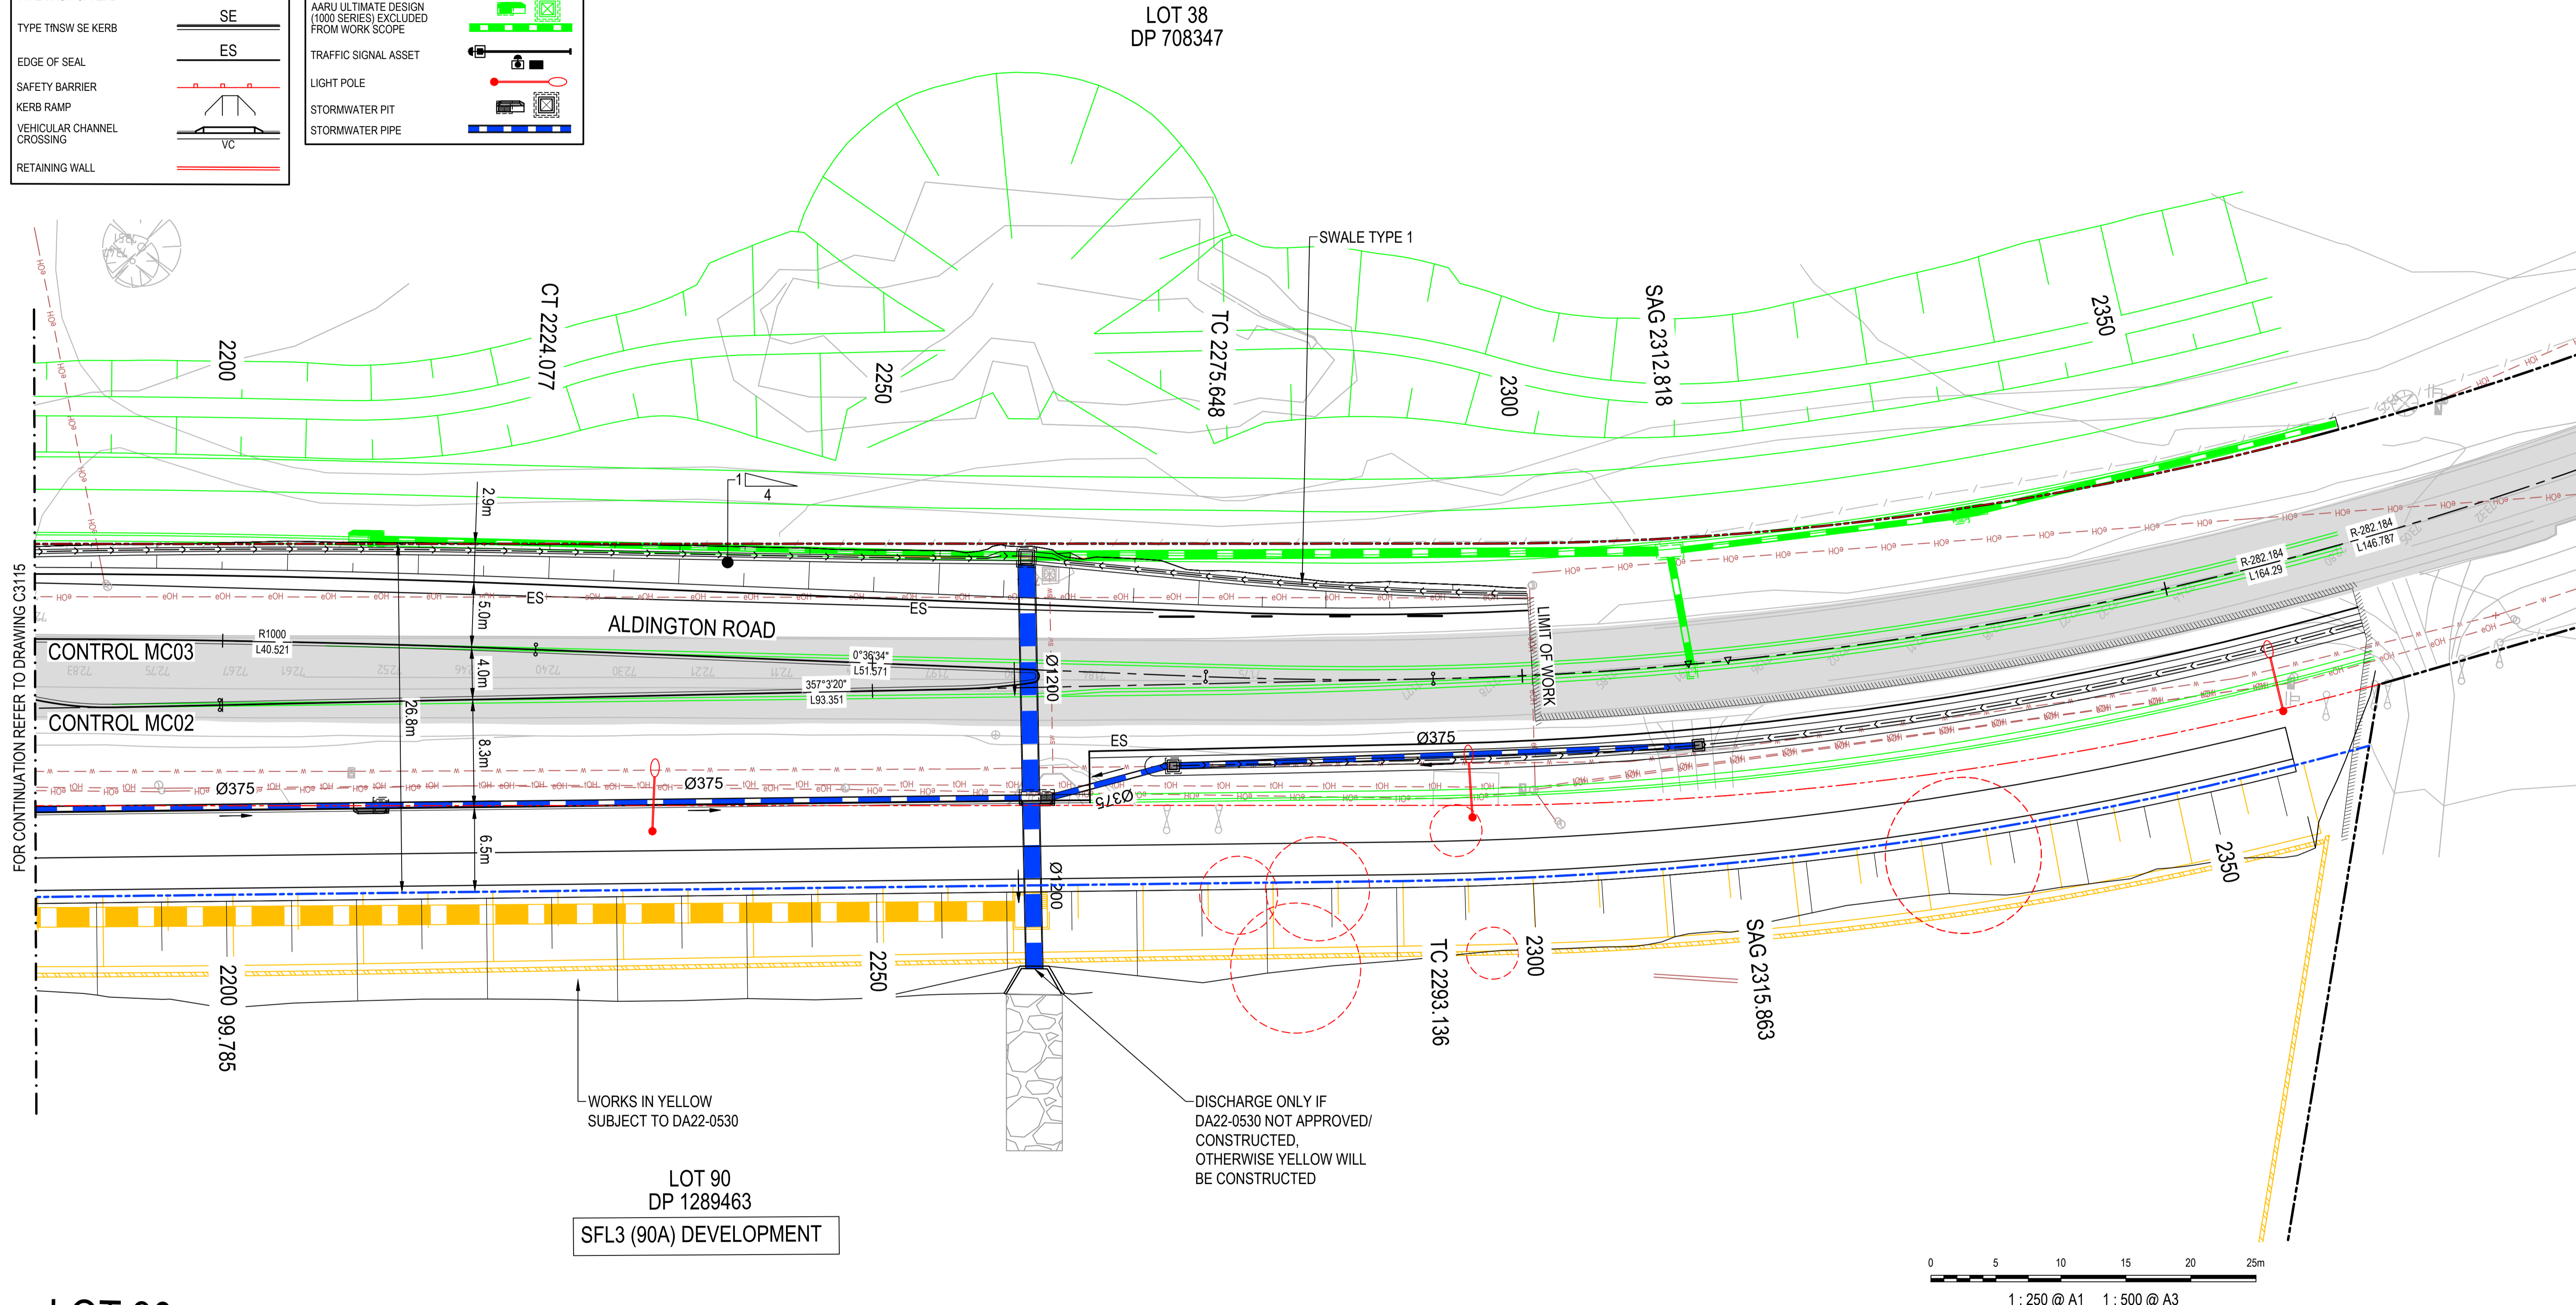 SE
TYPE TfNSW SE KERB
ES
EDGE OF SEAL
SAFETY BARRIER
KERB RAMP
VEHICULAR CHANNEL
CROSSING
VC
RETAINING WALL
AARU ULTIMATE DESIGN
(1000 SERIES) EXCLUDED
FROM WORK SCOPE
TRAFFIC SIGNAL ASSET
LIGHT POLE
STORMWATER PIT
STORMWATER PIPE
LOT 38
DP 708347
SWALE TYPE 1
2200
CT 2224.077
2250
TC 2275.648
2300
SAG 2312.818
2350
1
4
2.9m
5.0m
4.0m
8.3m
6.5m
26.8m
FOR CONTINUATION REFER TO DRAWING C3115
ES
ES
ALDINGTON ROAD
CONTROL MC03
R1000
L40.521
0°36'34"
L51.571
357°3'20"
L93.351
CONTROL MC02
Ø1200
LIMIT OF WORK
R-282.184
L164.29
R-282.184
L146.787
ES
Ø375
Ø375
Ø375
Ø375
Ø1200
2200
99.785
2250
TC 2293.136
2300
SAG 2315.863
2350
WORKS IN YELLOW
SUBJECT TO DA22-0530
DISCHARGE ONLY IF
DA22-0530 NOT APPROVED/
CONSTRUCTED,
OTHERWISE YELLOW WILL
BE CONSTRUCTED
LOT 90
DP 1289463
SFL3 (90A) DEVELOPMENT
0 5 10 15 20 25m
1 : 250 @ A1 1 : 500 @ A3